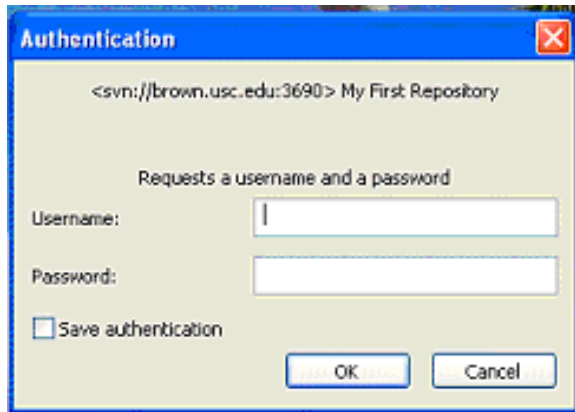 Authentication
<svn://brown.usc.edu:3690> My First Repository
Requests a username and a password
Username:
Password:
Save authentication
OK Cancel